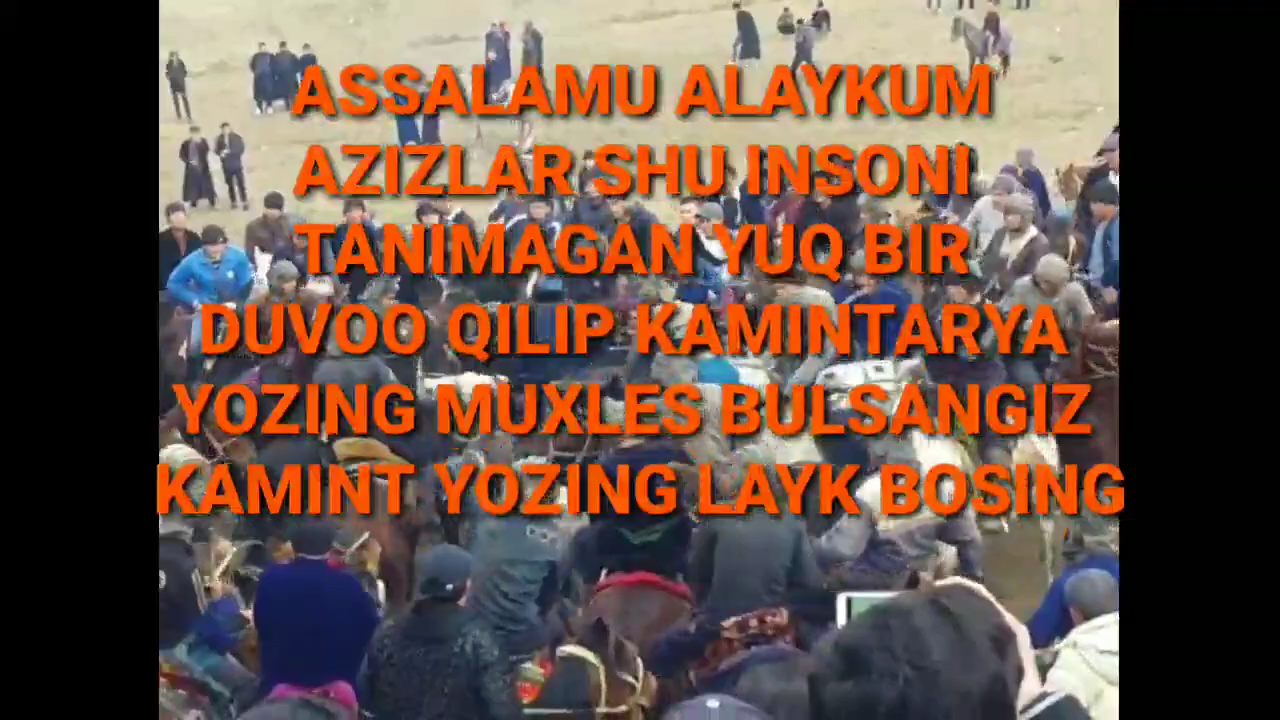 ASSALAMU ALAYKUM
AZIZLAR SHU INSONI
TANIMAGAN YUQ BIR
DUVOO QILIP KAMINTARYA
YOZING MUXLES BULSANGIZ
KAMINT YOZING LAYK BOSING